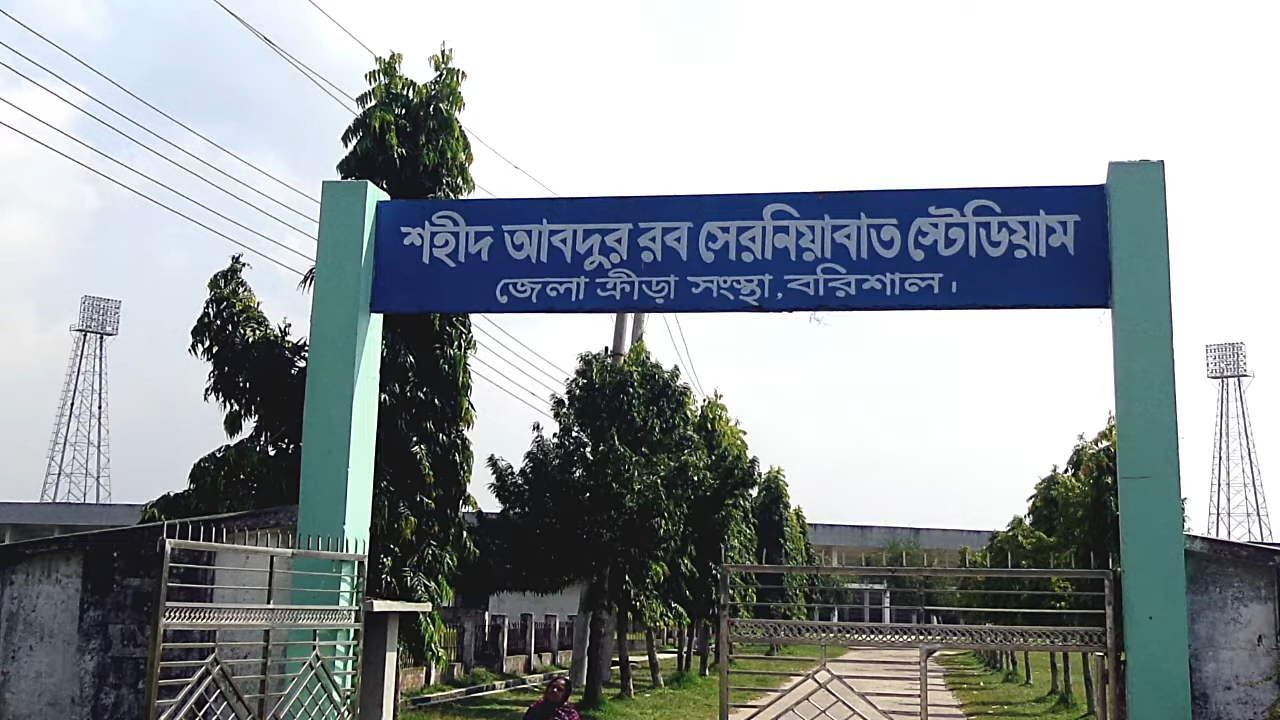 শহীদ আবদুর রব সেরনিয়াবাত স্টেডিয়াম
জেলা ক্রীড়া সংস্থা, বরিশাল।